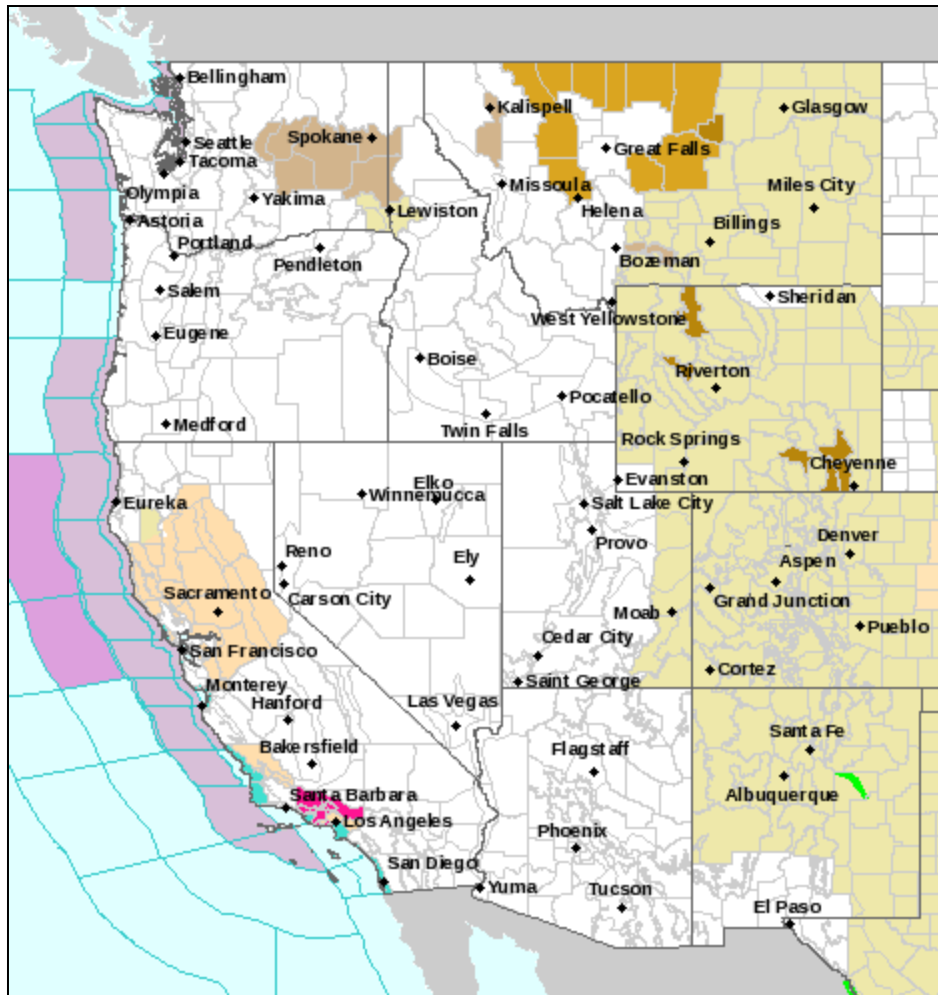 Bellingham
Kalispell
Glasgow
Spokane
Seattle
Great Falls
Tacoma
Missoula
Miles City
Olympia
Yakima
Lewiston
Helena
Astoria
Billings
Portland
Pendleton
Bozeman
Salem
Sheridan
West Yellowstone
Eugene
Boise
Riverton
Pocatello
Medford
Twin Falls
Rock Springs
Cheyenne
Elko
Evanston
Winnemucca
Eureka
Salt Lake City
Reno
Provo
Denver
Ely
Aspen
Sacramento
Carson City
Grand Junction
Moab
Pueblo
Cedar City
San Francisco
Cortez
Saint George
Monterey
Hanford
Las Vegas
Santa Fe
Bakersfield
Flagstaff
Santa Barbara
Albuquerque
Los Angeles
Phoenix
San Diego
Yuma
Tucson
El Paso